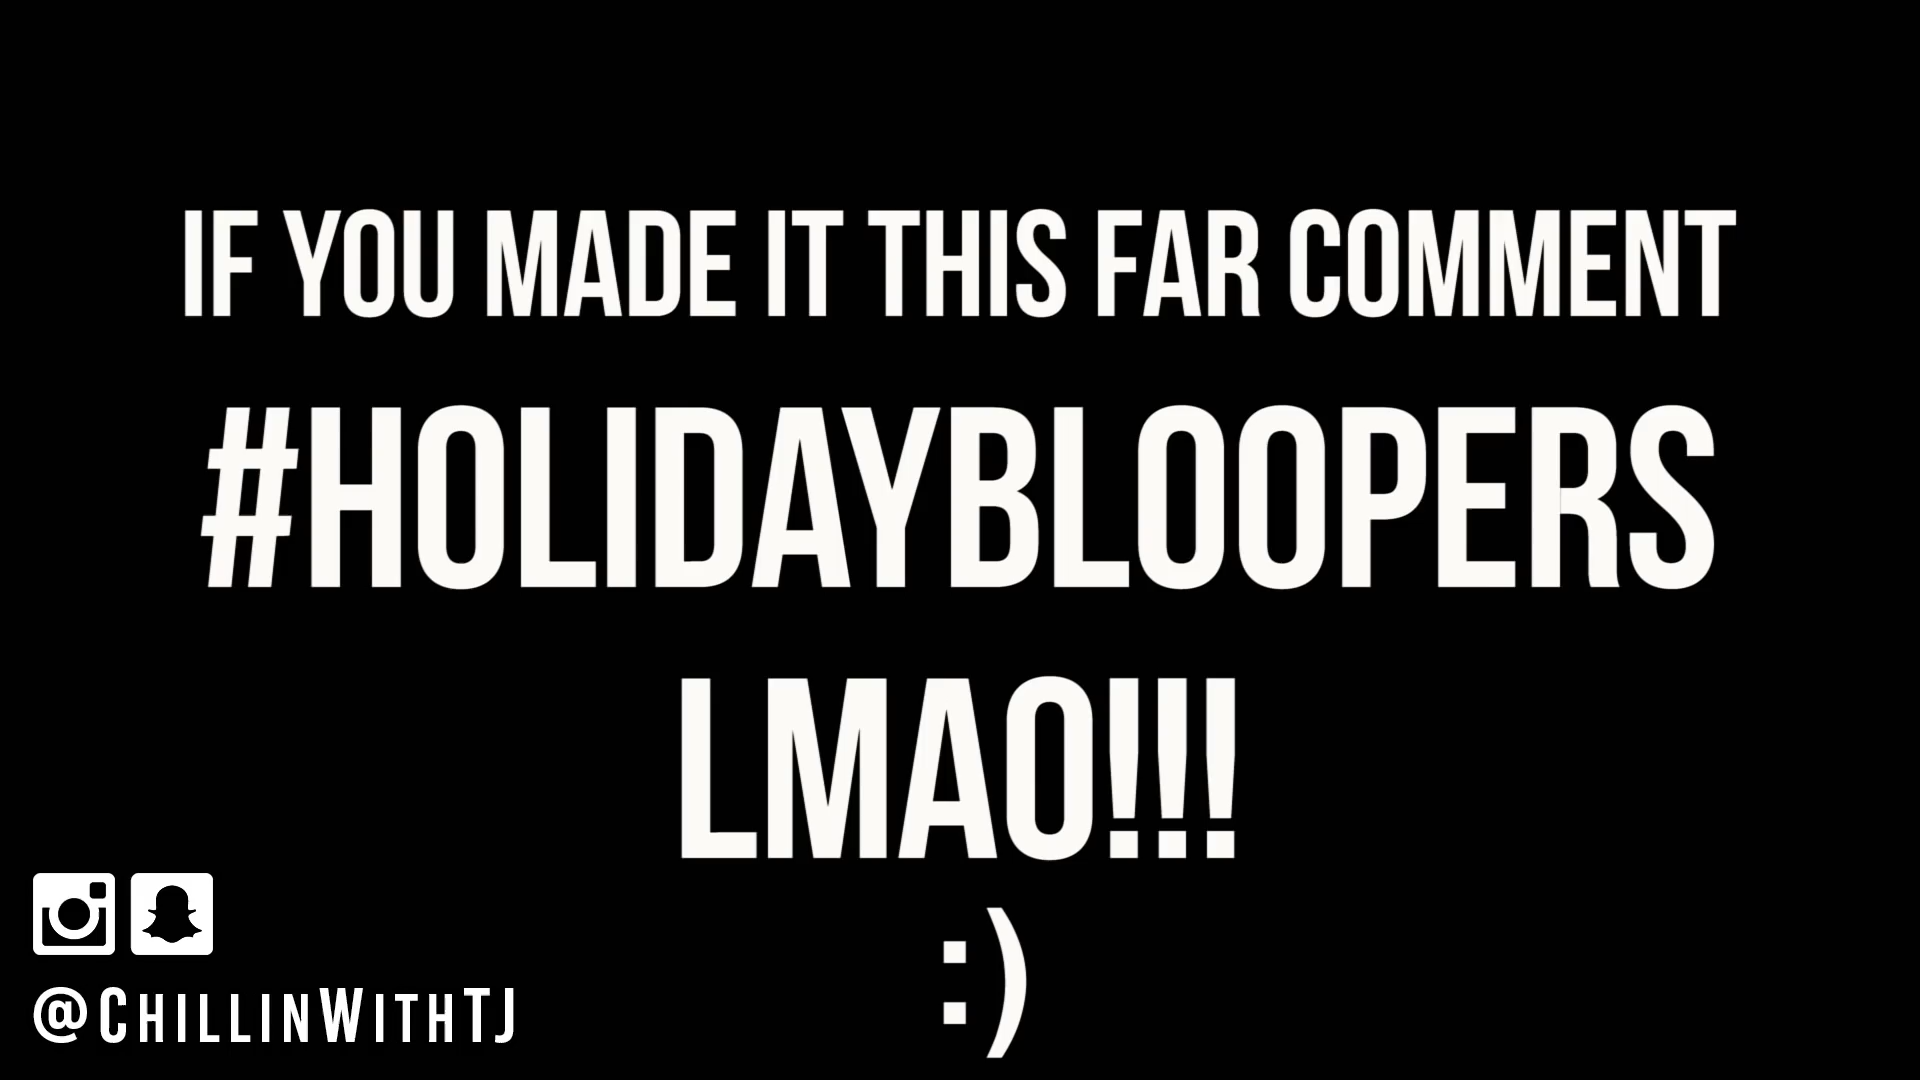 IF YOU MADE IT THIS FAR COMMENT
#HOLIDAYBLOOPERS
LMAO!!!
:)
@CHILLINWITHTJ